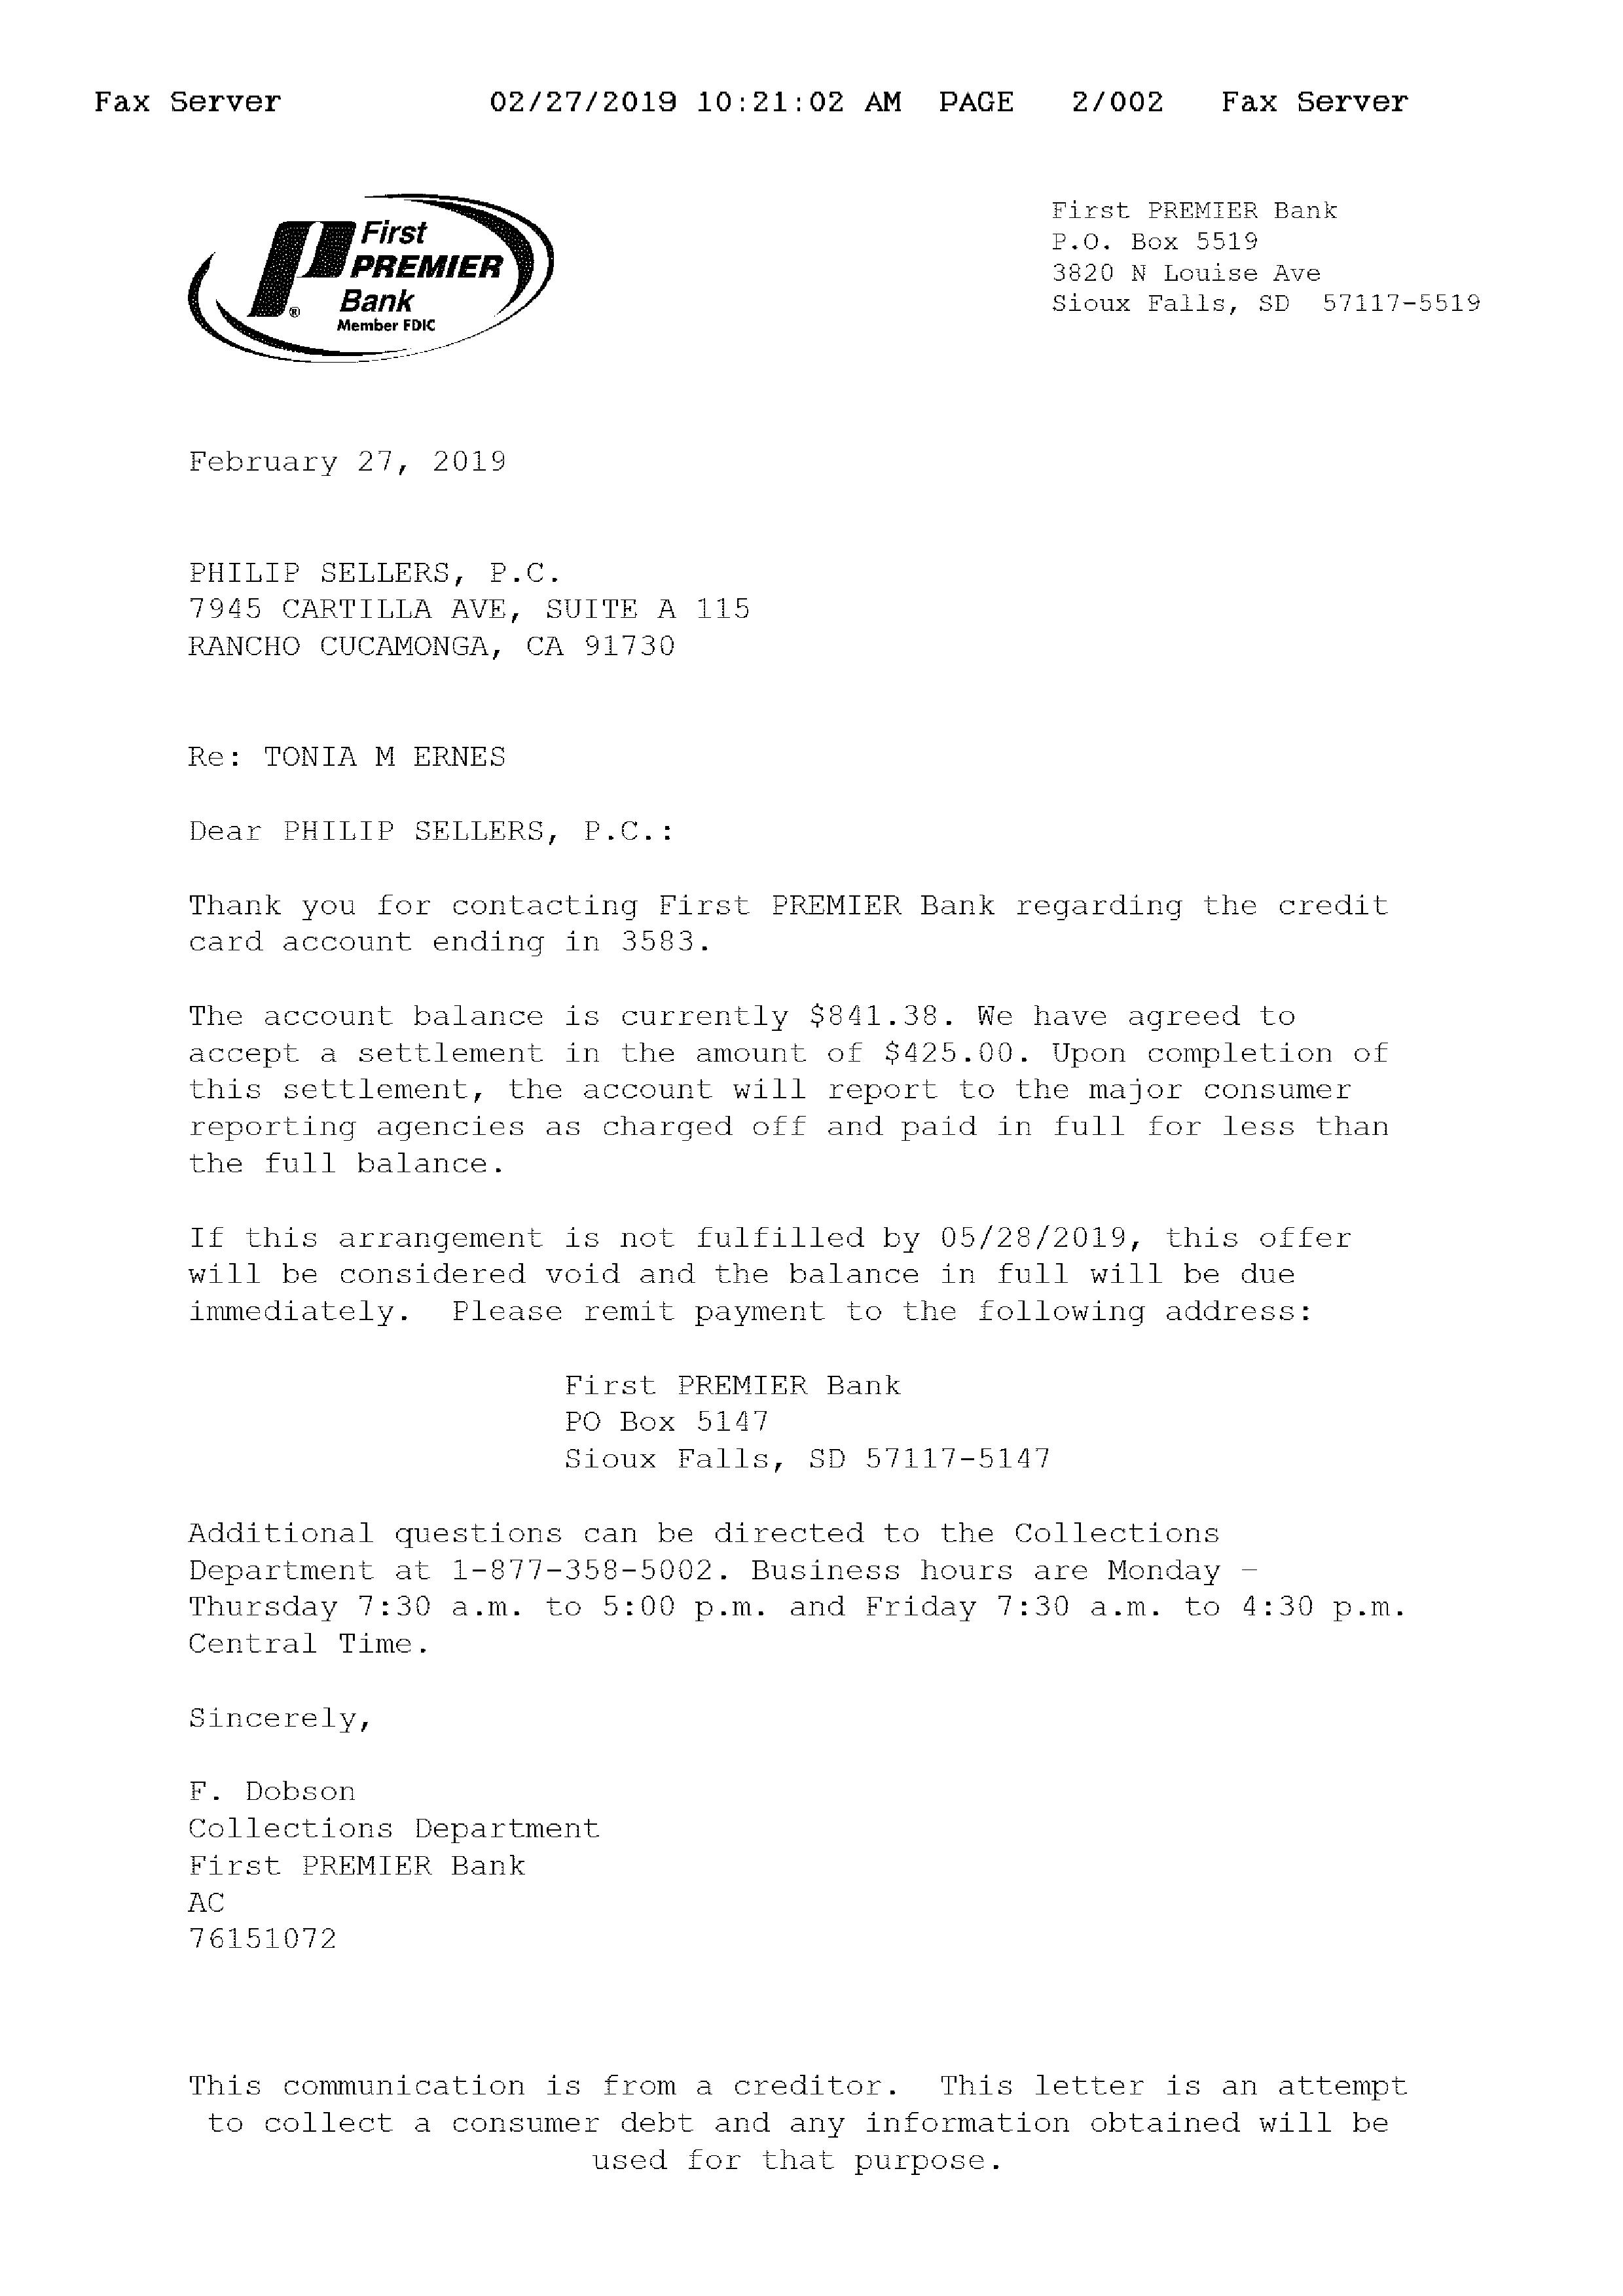 Fax Server 02/27/2019 10:21:02 AM PAGE 2/002 Fax Server
First
PREMIER
Bank
Member FDIC
®
First PREMIER Bank
P.O. Box 5519
3820 N Louise Ave
Sioux Falls, SD 57117-5519
February 27, 2019
PHILIP SELLERS, P.C.
7945 CARTILLA AVE, SUITE A 115
RANCHO CUCAMONGA, CA 91730
Re: TONIA M ERNES
Dear PHILIP SELLERS, P.C.:
Thank you for contacting First PREMIER Bank regarding the credit
card account ending in 3583.
The account balance is currently $841.38. We have agreed to
accept a settlement in the amount of $425.00. Upon completion of
this settlement, the account will report to the major consumer
reporting agencies as charged off and paid in full for less than
the full balance.
If this arrangement is not fulfilled by 05/28/2019, this offer
will be considered void and the balance in full will be due
immediately. Please remit payment to the following address:
First PREMIER Bank
PO Box 5147
Sioux Falls, SD 57117-5147
Additional questions can be directed to the Collections
Department at 1-877-358-5002. Business hours are Monday –
Thursday 7:30 a.m. to 5:00 p.m. and Friday 7:30 a.m. to 4:30 p.m.
Central Time.
Sincerely,
F. Dobson
Collections Department
First PREMIER Bank
AC
76151072
This communication is from a creditor. This letter is an attempt
to collect a consumer debt and any information obtained will be
used for that purpose.